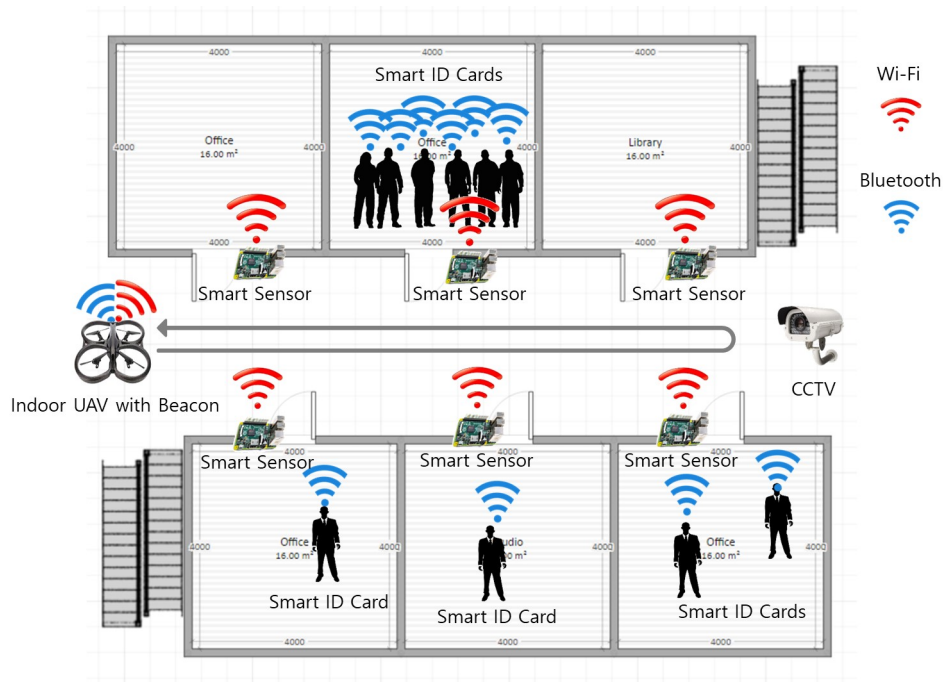 4000
4000
4000
Smart ID Cards
Wi-Fi
Office
16.00 m²
4000
4000
Office
4000
Library
16.00 m²
4000
Bluetooth
4000
4000
4000
Smart Sensor
Smart Sensor
Smart Sensor
Indoor UAV with Beacon
CCTV
Smart Sensor
Smart Sensor
Smart Sensor
4000
4000
4000
Office
16.00 m²
4000
4000
4000
Office
16.00 m²
4000
Smart ID Card
Smart ID Card
Smart ID Cards
4000
4000
4000